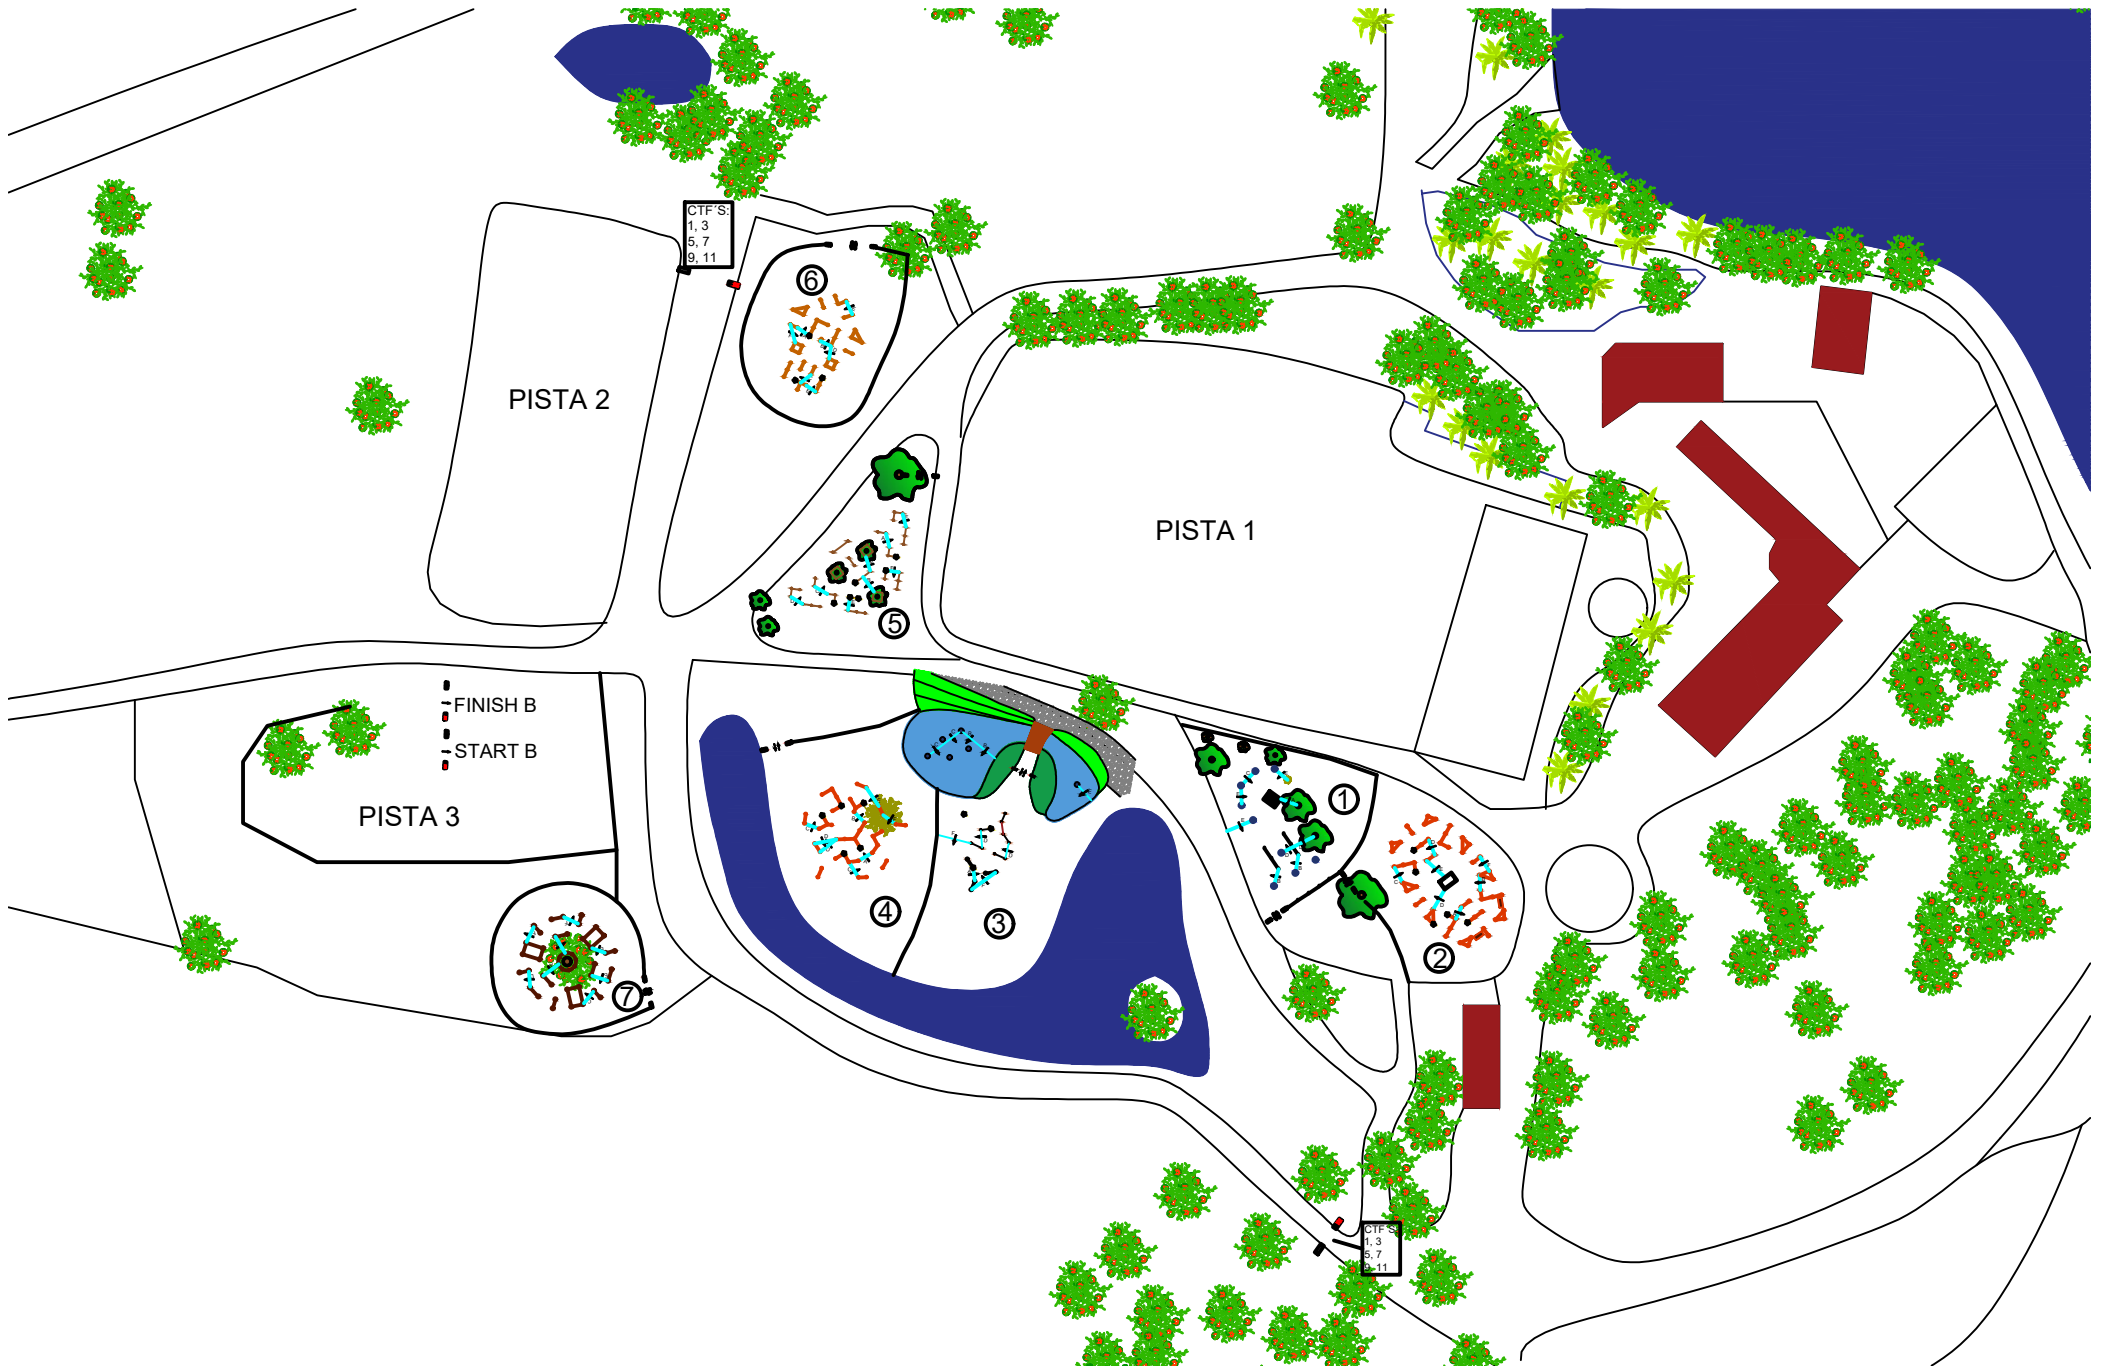 CTF´S:
1, 3
5, 7
9, 11
6
PISTA 2
PISTA 1
5
FINISH B
START B
PISTA 3
1
4
3
2
7
CTF´S:
1, 3
5, 7
9, 11